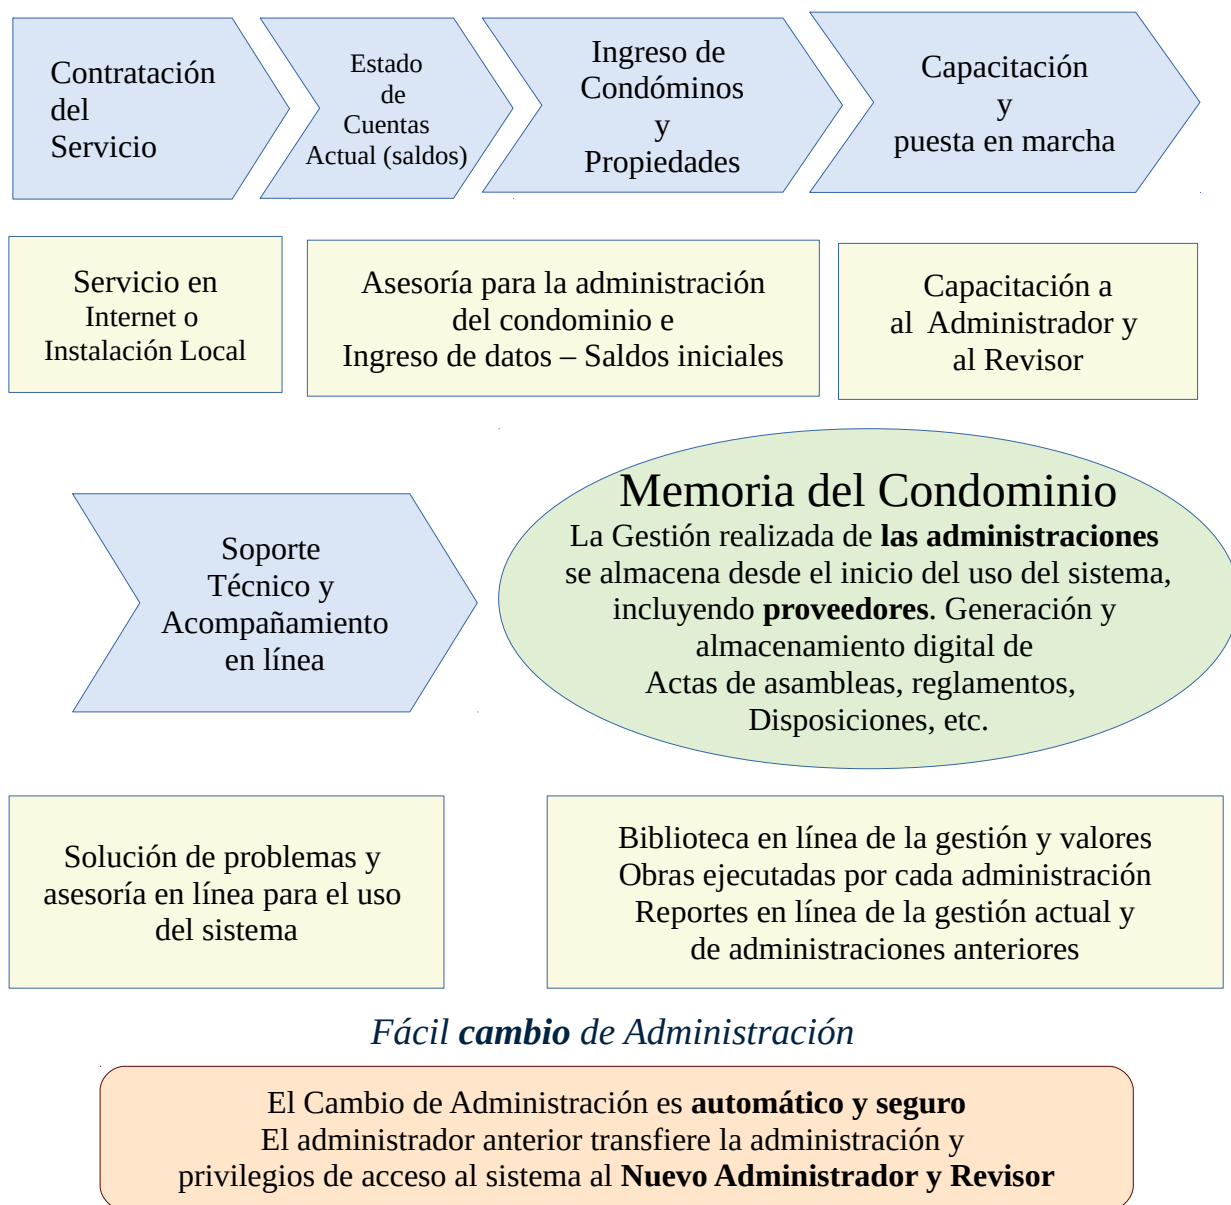 Contratación
del
Servicio
Estado
de
Cuentas
Actual (saldos)
Ingreso de
Condóminos
y
Propiedades
Capacitación
y
puesta en marcha
Servicio en
Internet o
Instalación Local
Asesoría para la administración
del condominio e
Ingreso de datos – Saldos iniciales
Capacitación a
al Administrador y
al Revisor
Soporte
Técnico y
Acompañamiento
en línea
Memoria del Condominio
La Gestión realizada de las administraciones
se almacena desde el inicio del uso del sistema,
incluyendo proveedores. Generación y
almacenamiento digital de
Actas de asambleas, reglamentos,
Disposiciones, etc.
Solución de problemas y
asesoría en línea para el uso
del sistema
Biblioteca en línea de la gestión y valores
Obras ejecutadas por cada administración
Reportes en línea de la gestión actual y
de administraciones anteriores
Fácil cambio de Administración
El Cambio de Administración es automático y seguro
El administrador anterior transfiere la administración y
privilegios de acceso al sistema al Nuevo Administrador y Revisor